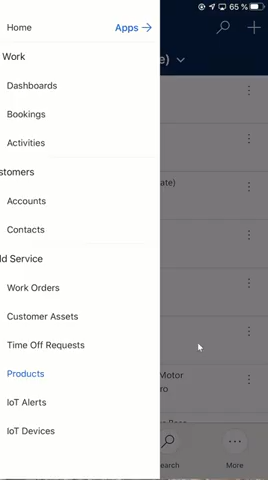 65 %
Home
Apps →
e)
Work
Dashboards
Bookings
Activities
ate)
stomers
Accounts
Contacts
ld Service
Work Orders
Customer Assets
Time Off Requests
Products
Motor
ro
IoT Alerts
IoT Devices
earch
More